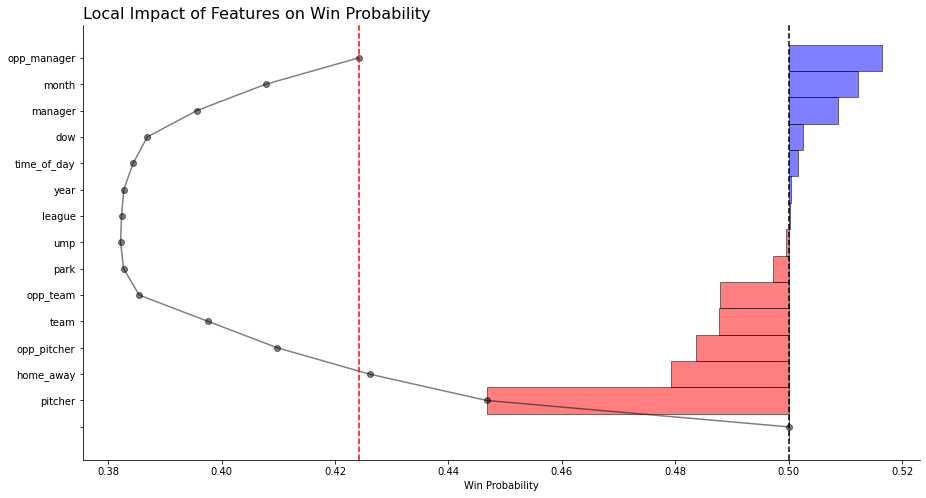 Local Impact of Features on Win Probability
opp_manager
month
manager
dow
time_of_day
year
league
ump
park
opp_team
team
opp_pitcher
home_away
pitcher
0.38 0.40 0.42 0.44 0.46 0.48 0.50 0.52
Win Probability